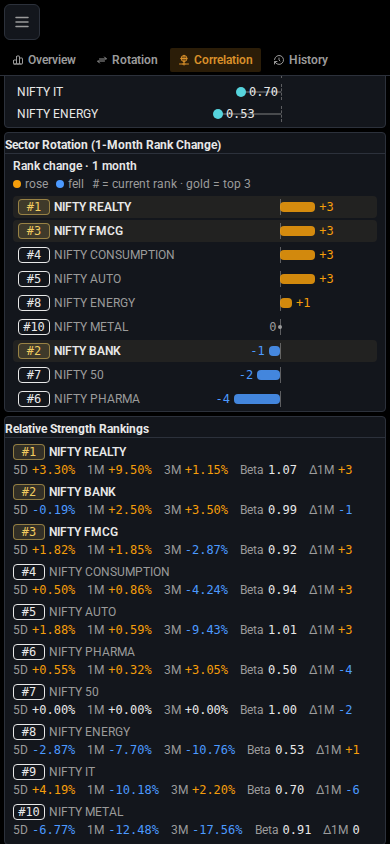 Overview Rotation Correlation History
NIFTY IT 0.70
NIFTY ENERGY 0.53
Sector Rotation (1-Month Rank Change)
Rank change · 1 month
rose fell # = current rank · gold = top 3
#1 NIFTY REALTY +3
#3 NIFTY FMCG +3
#4 NIFTY CONSUMPTION +3
#5 NIFTY AUTO +3
#8 NIFTY ENERGY +1
#10 NIFTY METAL 0
#2 NIFTY BANK -1
#7 NIFTY 50 -2
#6 NIFTY PHARMA -4
Relative Strength Rankings
#1 NIFTY REALTY
5D +3.30% 1M +9.50% 3M +1.15% Beta 1.07 Δ1M +3
#2 NIFTY BANK
5D -0.19% 1M +2.50% 3M +3.50% Beta 0.99 Δ1M -1
#3 NIFTY FMCG
5D +1.82% 1M +1.85% 3M -2.87% Beta 0.92 Δ1M +3
#4 NIFTY CONSUMPTION
5D +0.50% 1M +0.86% 3M -4.24% Beta 0.94 Δ1M +3
#5 NIFTY AUTO
5D +1.88% 1M +0.59% 3M -9.43% Beta 1.01 Δ1M +3
#6 NIFTY PHARMA
5D +0.55% 1M +0.32% 3M +3.05% Beta 0.50 Δ1M -4
#7 NIFTY 50
5D +0.00% 1M +0.00% 3M +0.00% Beta 1.00 Δ1M -2
#8 NIFTY ENERGY
5D -2.87% 1M -7.70% 3M -10.76% Beta 0.53 Δ1M +1
#9 NIFTY IT
5D +4.19% 1M -10.18% 3M +2.20% Beta 0.70 Δ1M -6
#10 NIFTY METAL
5D -6.77% 1M -12.48% 3M -17.56% Beta 0.91 Δ1M 0